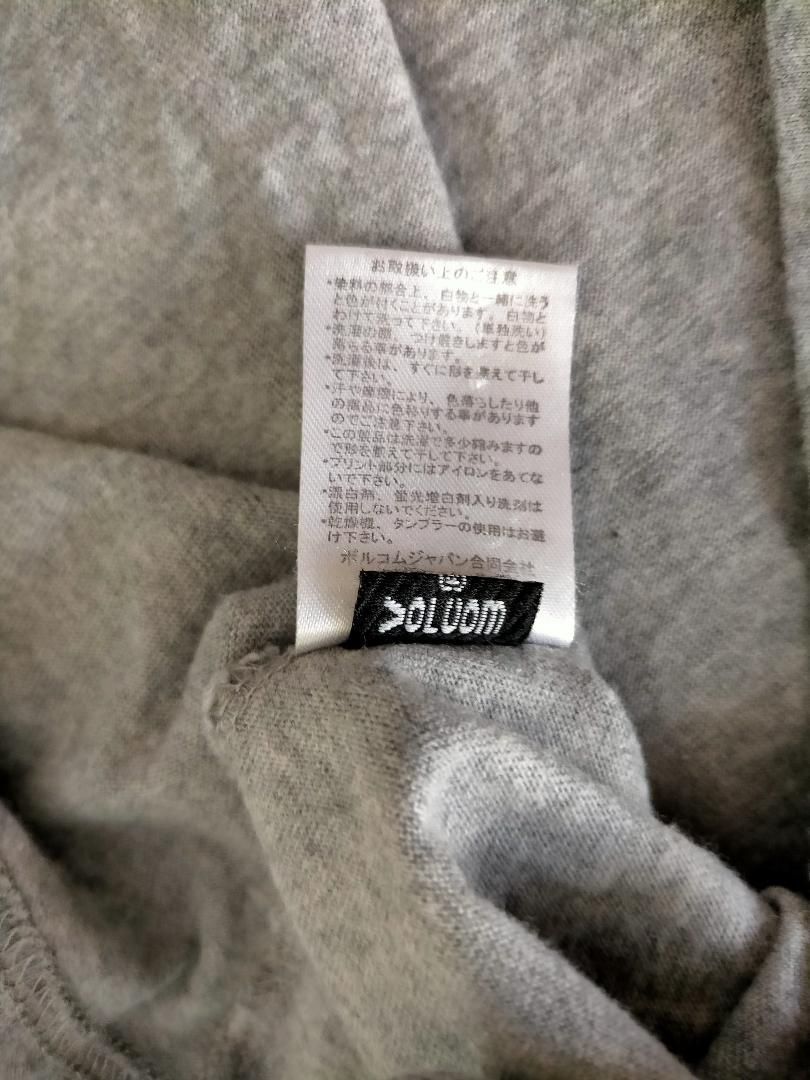 お取扱い上のご注意
*染料の都合上、白物と一緒に洗う
と色が付くことがあります。白物と
わけて洗って下さい。(単独洗い)
*洗濯の際、つけ置きしますと色が
落ちる事があります。
*洗濯後は、すぐに形を整えて干し
て下さい。
*汗や摩擦により、色落ちしたり他
の商品に色移りする事があります
のでご注意下さい。
*この製品は洗濯で多少縮みますの
で形を整えて干して下さい。
*プリント部分にはアイロンをあてな
いで下さい。
*漂白剤、蛍光増白剤入り洗剤は
使用しないでください。
*乾燥機、タンブラーの使用はお避
け下さい。
ボルコムジャパン合同会社
VOLCOM